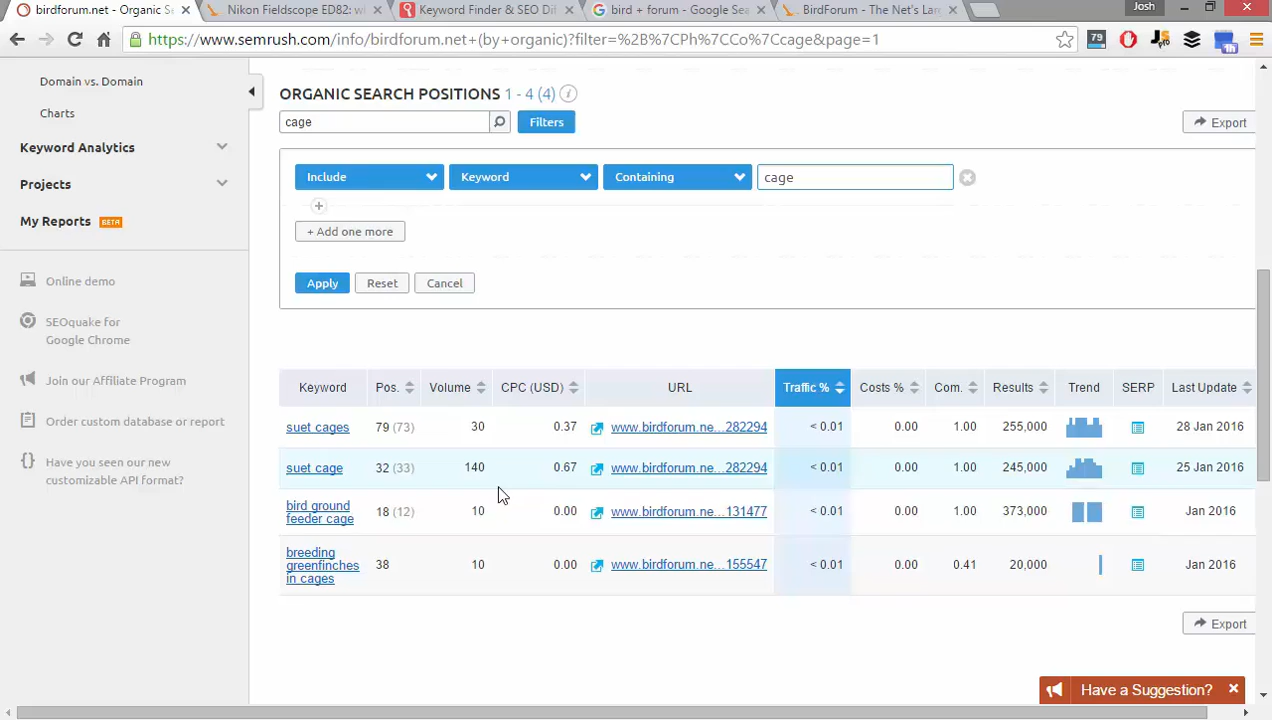 birdforum.net - Organic Se
Nikon Fieldscope ED82: wi
Keyword Finder & SEO Dif
bird + forum - Google Sea
BirdForum - The Net's Lar
Josh
https://www.semrush.com/info/birdforum.net+(by+organic)?filter=%2B%7CPh%7CCo%7Ccage&page=1
79
1h
Domain vs. Domain
Charts
Keyword Analytics
Projects
My Reports BETA
Online demo
SEOquake for
Google Chrome
Join our Affiliate Program
Order custom database or report
Have you seen our new
customizable API format?
ORGANIC SEARCH POSITIONS 1 - 4 (4)
cage
Filters
Export
Include
Keyword
Containing
cage
+ Add one more
Apply
Reset
Cancel
Keyword Pos. Volume CPC (USD) URL Traffic % Costs % Com. Results Trend SERP Last Update
suet cages 79 (73) 30 0.37 www.birdforum.ne...282294 < 0.01 0.00 1.00 255,000 28 Jan 2016
suet cage 32 (33) 140 0.67 www.birdforum.ne...282294 < 0.01 0.00 1.00 245,000 25 Jan 2016
bird ground
feeder cage 18 (12) 10 0.00 www.birdforum.ne...131477 < 0.01 0.00 1.00 373,000 Jan 2016
breeding
greenfinches
in cages 38 10 0.00 www.birdforum.ne...155547 < 0.01 0.00 0.41 20,000 Jan 2016
Export
Have a Suggestion?